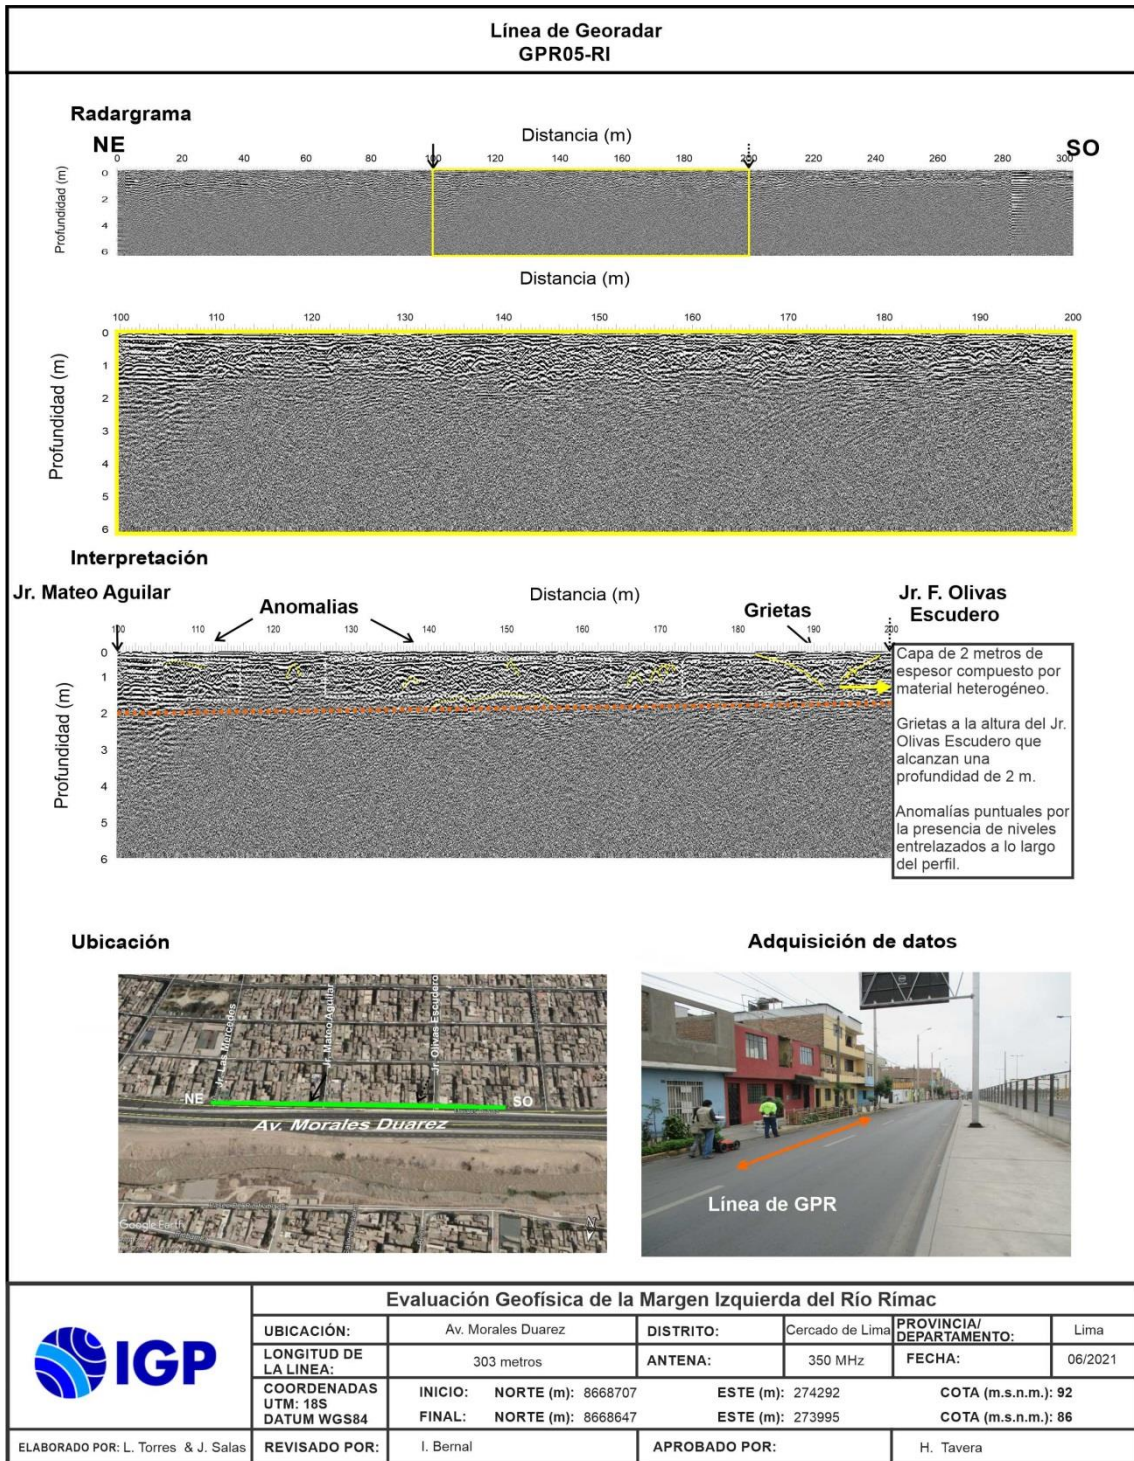 Línea de Georadar
GPR05-RI
Radargrama
NE
Distancia (m)
SO
0 20 40 60 80 100 120 140 160 180 200 220 240 260 280 300
Profundidad (m)
0
2
4
6
Distancia (m)
100 110 120 130 140 150 160 170 180 190 200
Profundidad (m)
0
1
2
3
4
5
6
Interpretación
Jr. Mateo Aguilar
Anomalias
Distancia (m)
Grietas
Jr. F. Olivas
Escudero
100 110 120 130 140 150 160 170 180 190 200
Profundidad (m)
0
1
2
3
4
5
6
Capa de 2 metros de
espesor compuesto por
material heterogéneo.
Grietas a la altura del Jr.
Olivas Escudero que
alcanzan una
profundidad de 2 m.
Anomalías puntuales por
la presencia de niveles
entrelazados a lo largo
del perfil.
Ubicación
Jr. Las Mercedes
Jr. Mateo Aguilar
Jr. Olivas Escudero
NE
SO
Av. Morales Duarez
Google Earth
N
Adquisición de datos
Línea de GPR
IGP
Evaluación Geofísica de la Margen Izquierda del Río Rímac
UBICACIÓN: Av. Morales Duarez DISTRITO: Cercado de Lima PROVINCIA/ DEPARTAMENTO: Lima
LONGITUD DE LA LINEA: 303 metros ANTENA: 350 MHz FECHA: 06/2021
COORDENADAS
UTM: 18S
DATUM WGS84
INICIO: NORTE (m): 8668707 ESTE (m): 274292 COTA (m.s.n.m.): 92
FINAL: NORTE (m): 8668647 ESTE (m): 273995 COTA (m.s.n.m.): 86
ELABORADO POR: L. Torres & J. Salas REVISADO POR: I. Bernal APROBADO POR: H. Tavera